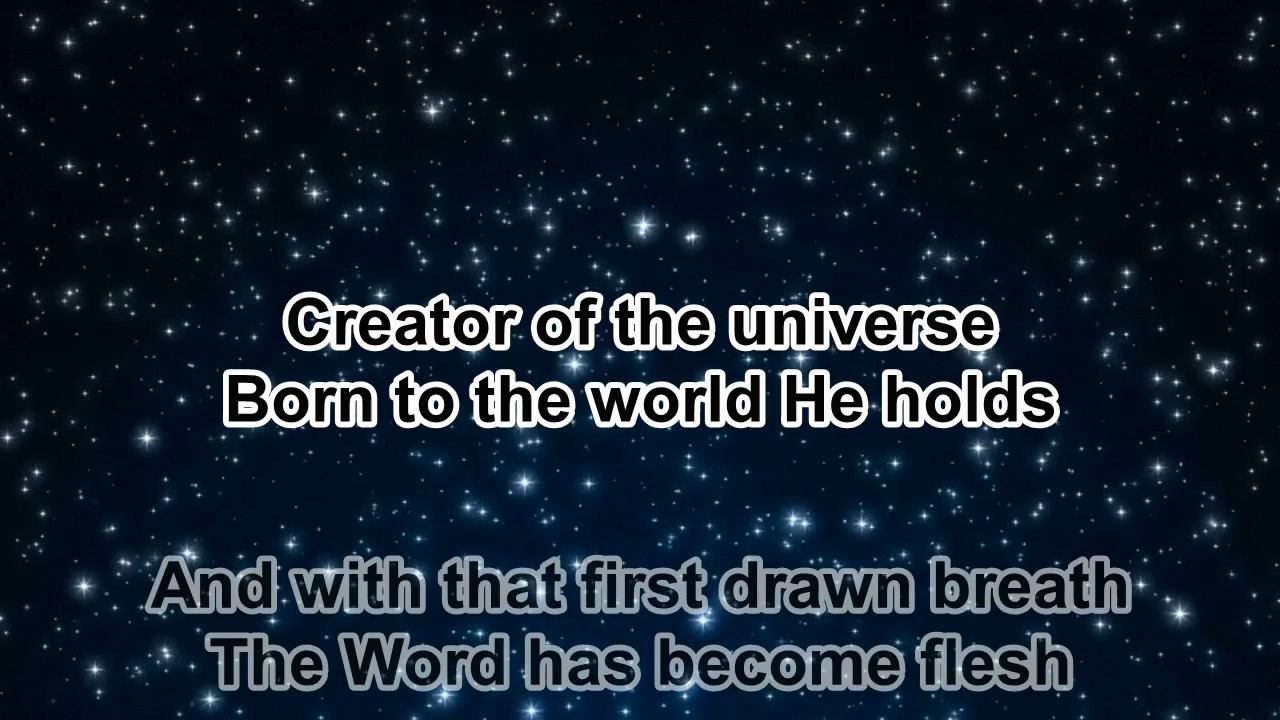 Creator of the universe
Born to the world He holds
And with that first drawn breath
The Word has become flesh